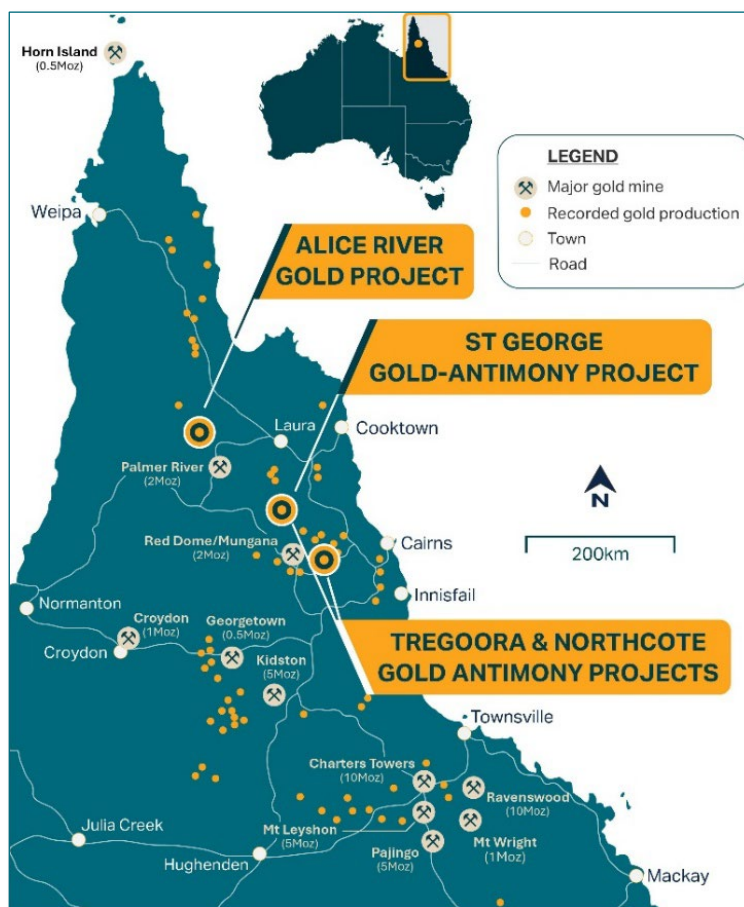 Horn Island
(0.5Moz)
LEGEND
Major gold mine
Recorded gold production
Town
Road
Weipa
ALICE RIVER
GOLD PROJECT
ST GEORGE
GOLD-ANTIMONY PROJECT
Laura
Cooktown
Palmer River
(2Moz)
N
200km
Red Dome/Mungana
(2Moz)
Cairns
Innisfail
Normanton
Croydon
(1Moz)
Georgetown
(0.5Moz)
Croydon
Kidston
(5Moz)
TREGOORA & NORTHCOTE
GOLD ANTIMONY PROJECTS
Townsville
Charters Towers
(10Moz)
Ravenswood
(10Moz)
Mt Leyshon
(5Moz)
Mt Wright
(1Moz)
Pajingo
(5Moz)
Julia Creek
Hughenden
Mackay